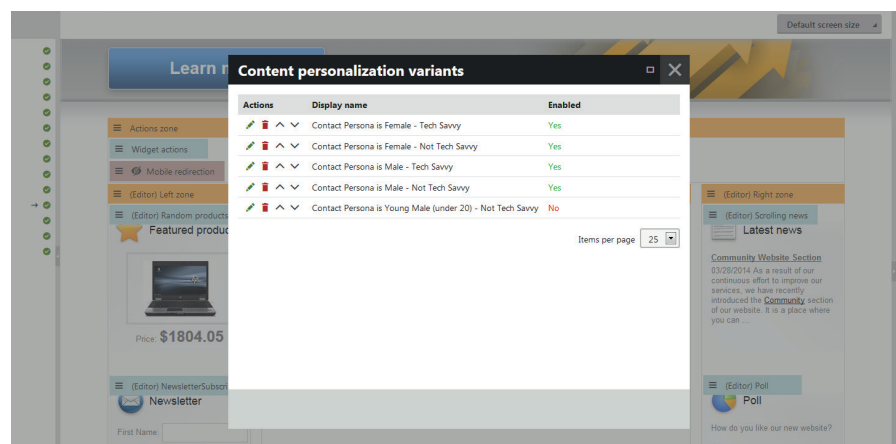 Default screen size
Learn
Content personalization variants
Actions Display name Enabled
Contact Persona is Female - Tech Savvy Yes
Contact Persona is Female - Not Tech Savvy Yes
Contact Persona is Male - Tech Savvy Yes
Contact Persona is Male - Not Tech Savvy Yes
Contact Persona is Young Male (under 20) - Not Tech Savvy No
Items per page 25
Actions zone
Widget actions
Mobile redirection
(Editor) Left zone
(Editor) Random products
Featured produc
Price: $1804.05
(Editor) NewsletterSubscri
Newsletter
First Name:
(Editor) Right zone
(Editor) Scrolling news
Latest news
Community Website Section
03/28/2014 As a result of our
continuous effort to improve our
services, we have recently
introduced the Community section
of our website. It is a place where
you can ...
(Editor) Poll
Poll
How do you like our new website?